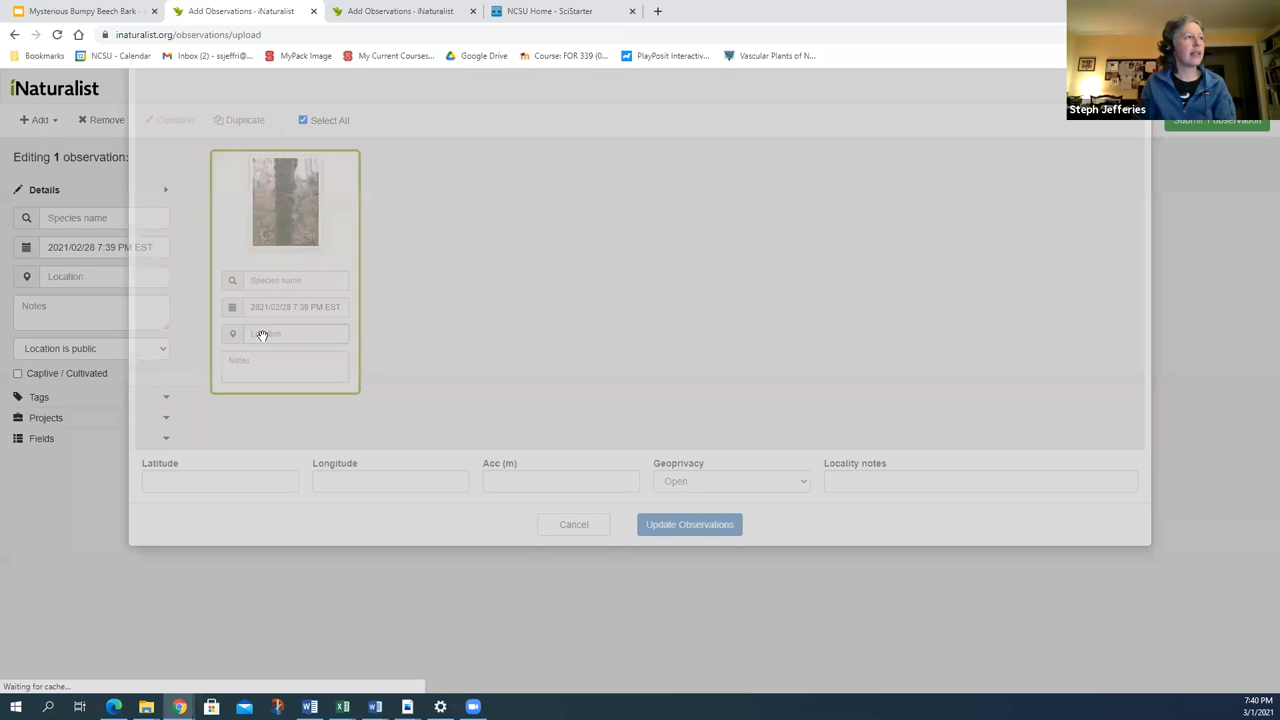 Mysterious Bumpy Beech Bark -
Add Observations · iNaturalist
Add Observations · iNaturalist
NCSU Home - SciStarter
inaturalist.org/observations/upload
Bookmarks
NCSU - Calendar
Inbox (2) - ssjeffri@...
MyPack Image
My Current Courses...
Google Drive
Course: FOR 339 (0...
PlayPosit Interactiv...
Vascular Plants of N...
Steph Jefferies
iNaturalist
Add
Remove
Combine
Duplicate
Select All
Submit 1 observation
Editing 1 observation:
Details
Species name
2021/02/28 7:39 PM EST
Location
Notes
Location is public
Captive / Cultivated
Tags
Projects
Fields
Species name
2021/02/28 7:39 PM EST
Location
Notes
Latitude
Longitude
Acc (m)
Geoprivacy
Locality notes
Open
Cancel
Update Observations
Waiting for cache...
7:40 PM
3/1/2021